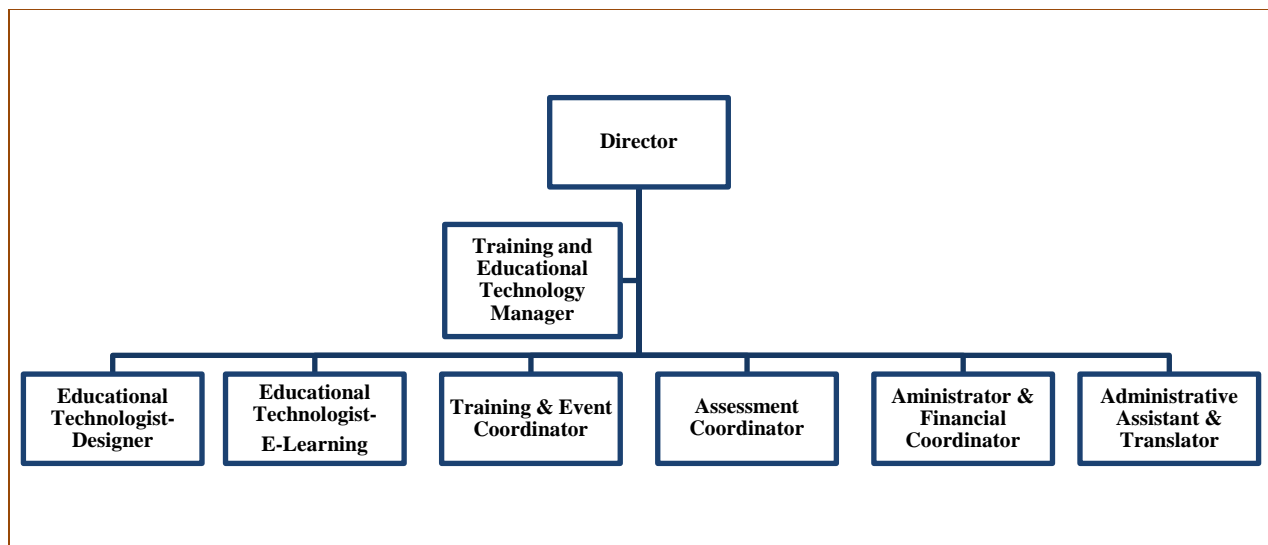 Director
Training and
Educational
Technology
Manager
Educational
Technologist-
Designer
Educational
Technologist-
E-Learning
Training & Event
Coordinator
Assessment
Coordinator
Aministrator &
Financial
Coordinator
Administrative
Assistant &
Translator